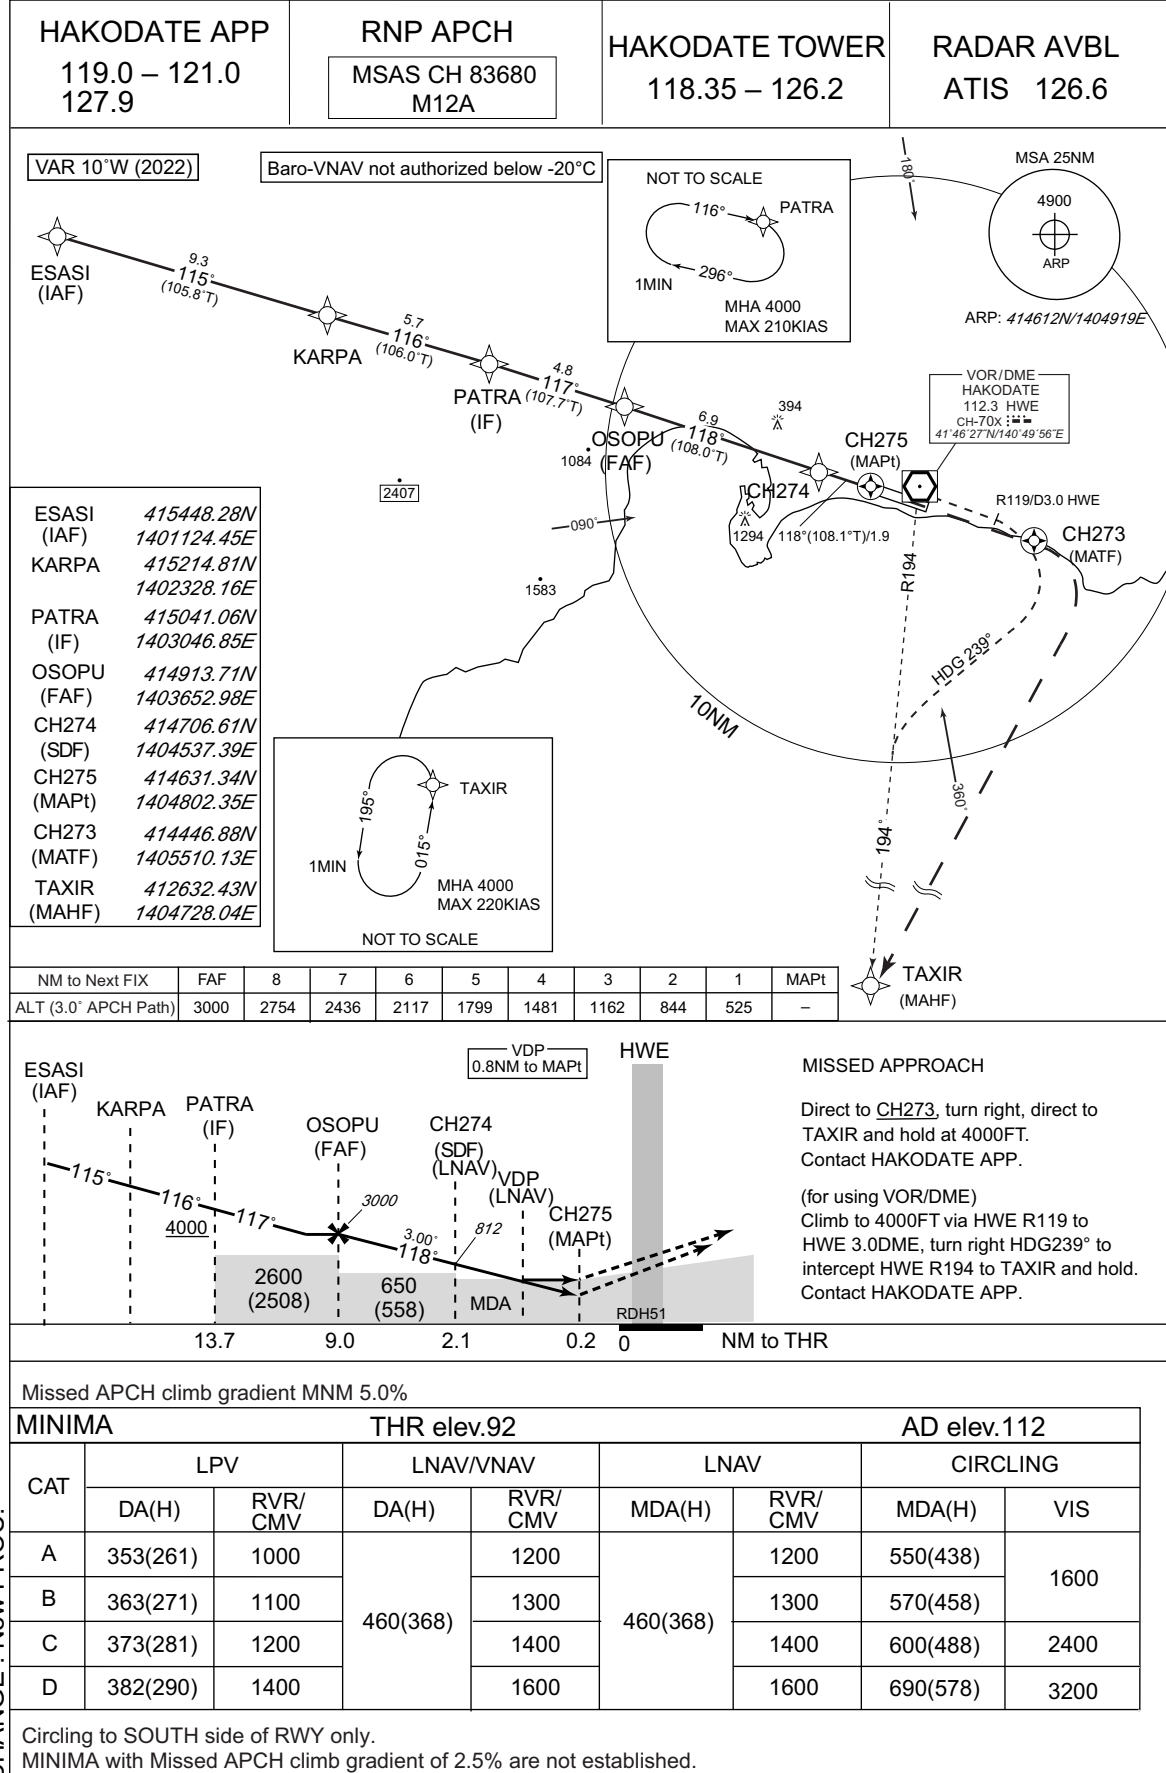 HAKODATE APP
119.0 – 121.0
127.9
RNP APCH
MSAS CH 83680
M12A
HAKODATE TOWER
118.35 – 126.2
RADAR AVBL
ATIS 126.6
VAR 10˚W (2022)
Baro-VNAV not authorized below -20°C
NOT TO SCALE
116°
PATRA
296°
1MIN
MHA 4000
MAX 210KIAS
180°
MSA 25NM
4900
ARP
ARP: 414612N/1404919E
ESASI
(IAF)
9.3
115°
(105.8˚T)
KARPA
5.7
116°
(106.0˚T)
PATRA
(IF)
4.8
117°
(107.7˚T)
OSOPU
(FAF)
6.9
118°
(108.0˚T)
394
1084
2407
090°
1583
CH274
1294
118°(108.1°T)/1.9
CH275
(MAPt)
VOR/DME
HAKODATE
112.3 HWE
CH-70X
41˚46´27˝N/140˚49´56˝E
R119/D3.0 HWE
CH273
(MATF)
R194
HDG 239°
10NM
360°
194°
TAXIR
(MAHF)
ESASI 415448.28N
(IAF) 1401124.45E
KARPA 415214.81N
1402328.16E
PATRA 415041.06N
(IF) 1403046.85E
OSOPU 414913.71N
(FAF) 1403652.98E
CH274 414706.61N
(SDF) 1404537.39E
CH275 414631.34N
(MAPt) 1404802.35E
CH273 414446.88N
(MATF) 1405510.13E
TAXIR 412632.43N
(MAHF) 1404728.04E
195°
TAXIR
015°
1MIN
MHA 4000
MAX 220KIAS
NOT TO SCALE
NM to Next FIX FAF 8 7 6 5 4 3 2 1 MAPt
ALT (3.0˚ APCH Path) 3000 2754 2436 2117 1799 1481 1162 844 525 –
ESASI
(IAF)
KARPA
PATRA
(IF)
OSOPU
(FAF)
CH274
(SDF)
(LNAV)
VDP
0.8NM to MAPt
VDP
(LNAV)
CH275
(MAPt)
HWE
115°
116°
4000
117°
3000
3.00°
118°
812
2600
(2508)
650
(558)
MDA
RDH51
13.7 9.0 2.1 0.2 0 NM to THR
MISSED APPROACH
Direct to CH273, turn right, direct to
TAXIR and hold at 4000FT.
Contact HAKODATE APP.
(for using VOR/DME)
Climb to 4000FT via HWE R119 to
HWE 3.0DME, turn right HDG239° to
intercept HWE R194 to TAXIR and hold.
Contact HAKODATE APP.
Missed APCH climb gradient MNM 5.0%
MINIMA THR elev.92 AD elev.112
CAT LPV LNAV/VNAV LNAV CIRCLING
DA(H) RVR/CMV DA(H) RVR/CMV MDA(H) RVR/CMV MDA(H) VIS
A 353(261) 1000 460(368) 1200 460(368) 1200 550(438) 1600
B 363(271) 1100 1300 1300 570(458)
C 373(281) 1200 1400 1400 600(488) 2400
D 382(290) 1400 1600 1600 690(578) 3200
Circling to SOUTH side of RWY only.
MINIMA with Missed APCH climb gradient of 2.5% are not established.